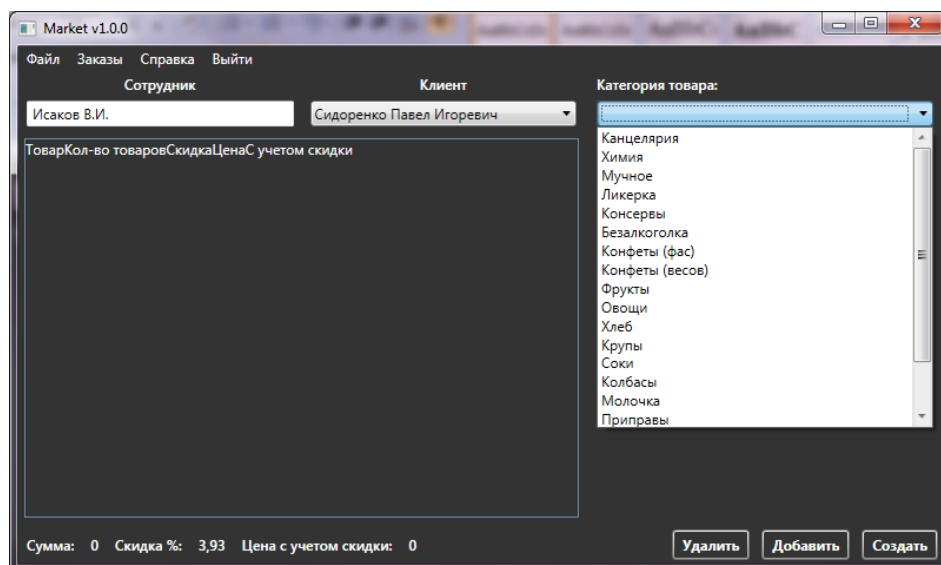 Market v1.0.0
Файл Заказы Справка Выйти
Сотрудник Клиент Категория товара:
Исаков В.И. Сидоренко Павел Игоревич
ТоварКол-во товаровСкидкаЦенаС учетом скидки
Канцелярия
Химия
Мучное
Ликерка
Консервы
Безалкоголка
Конфеты (фас)
Конфеты (весов)
Фрукты
Овощи
Хлеб
Крупы
Соки
Колбасы
Молочка
Приправы
Сумма: 0 Скидка %: 3,93 Цена с учетом скидки: 0 Удалить Добавить Создать